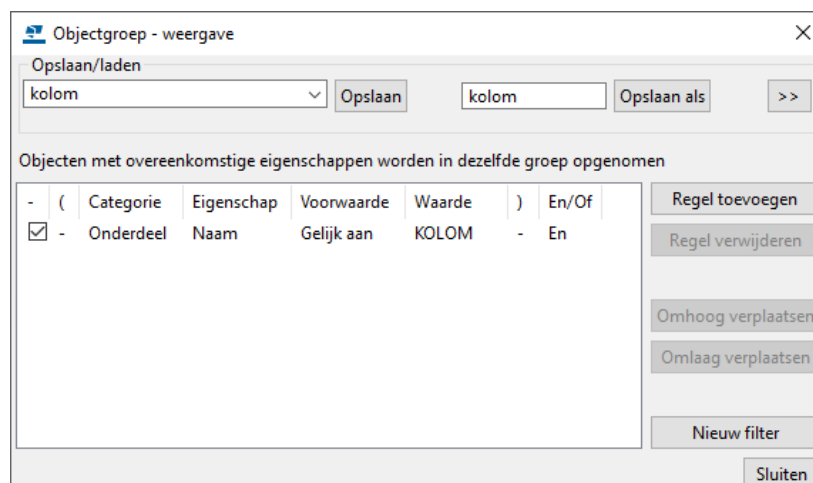 Objectgroep - weergave
Opslaan/laden
kolom Opslaan kolom Opslaan als >>
Objecten met overeenkomstige eigenschappen worden in dezelfde groep opgenomen
- ( Categorie Eigenschap Voorwaarde Waarde ) En/Of
- Onderdeel Naam Gelijk aan KOLOM - En
Regel toevoegen
Regel verwijderen
Omhoog verplaatsen
Omlaag verplaatsen
Nieuw filter
Sluiten